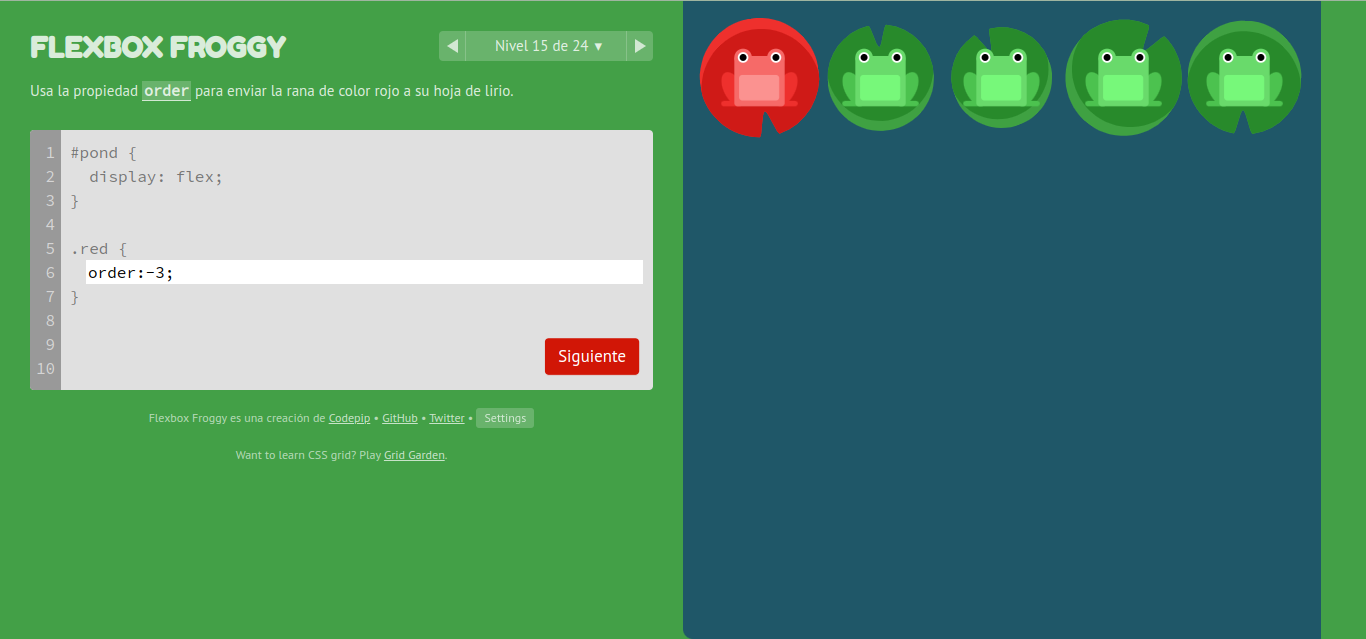 FLEXBOX FROGGY
Nivel 15 de 24 ▾
Usa la propiedad order para enviar la rana de color rojo a su hoja de lirio.
1 #pond {
2 display: flex;
3 }
4
5 .red {
6 order:-3;
7 }
8
9
10
Siguiente
Flexbox Froggy es una creación de Codepip • GitHub • Twitter • Settings
Want to learn CSS grid? Play Grid Garden.